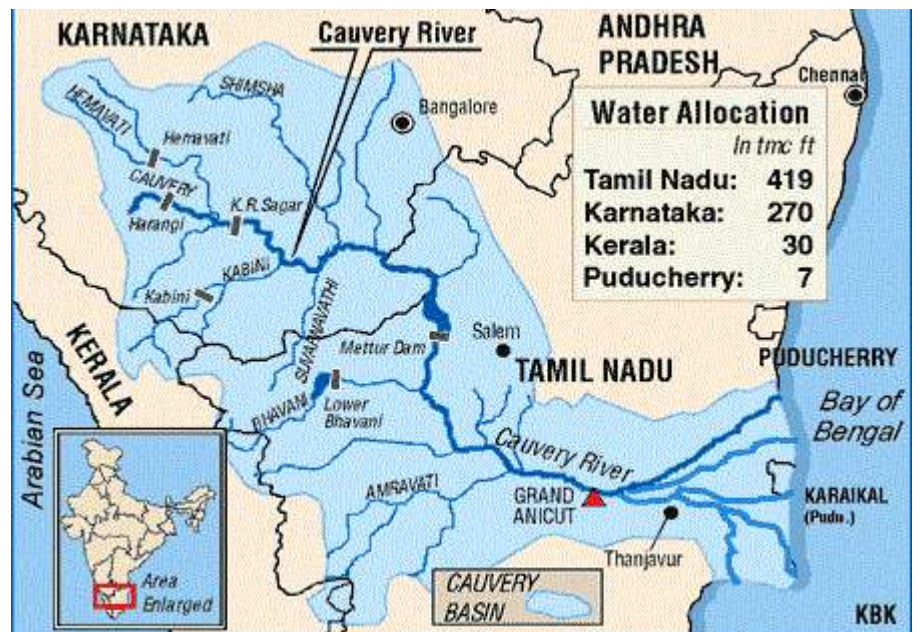 KARNATAKA
Cauvery River
ANDHRA
PRADESH
Chennai
SHIMSHA
HEMAVATI
Hemavati
Bangalore
Water Allocation
In tmc ft
Tamil Nadu: 419
Karnataka: 270
Kerala: 30
Puducherry: 7
CAUVERY
K.R.Sagar
Harangi
KABINI
Kabini
SUVARNAVATHI
Mettur Dam
Salem
TAMIL NADU
PUDUCHERRY
KERALA
Arabian Sea
BHAVANI
Lower
Bhavani
Bay of
Bengal
Cauvery River
AMRAVATI
GRAND
ANICUT
KARAIKAL
(Pudu.)
Thanjavur
Area
Enlarged
CAUVERY
BASIN
KBK